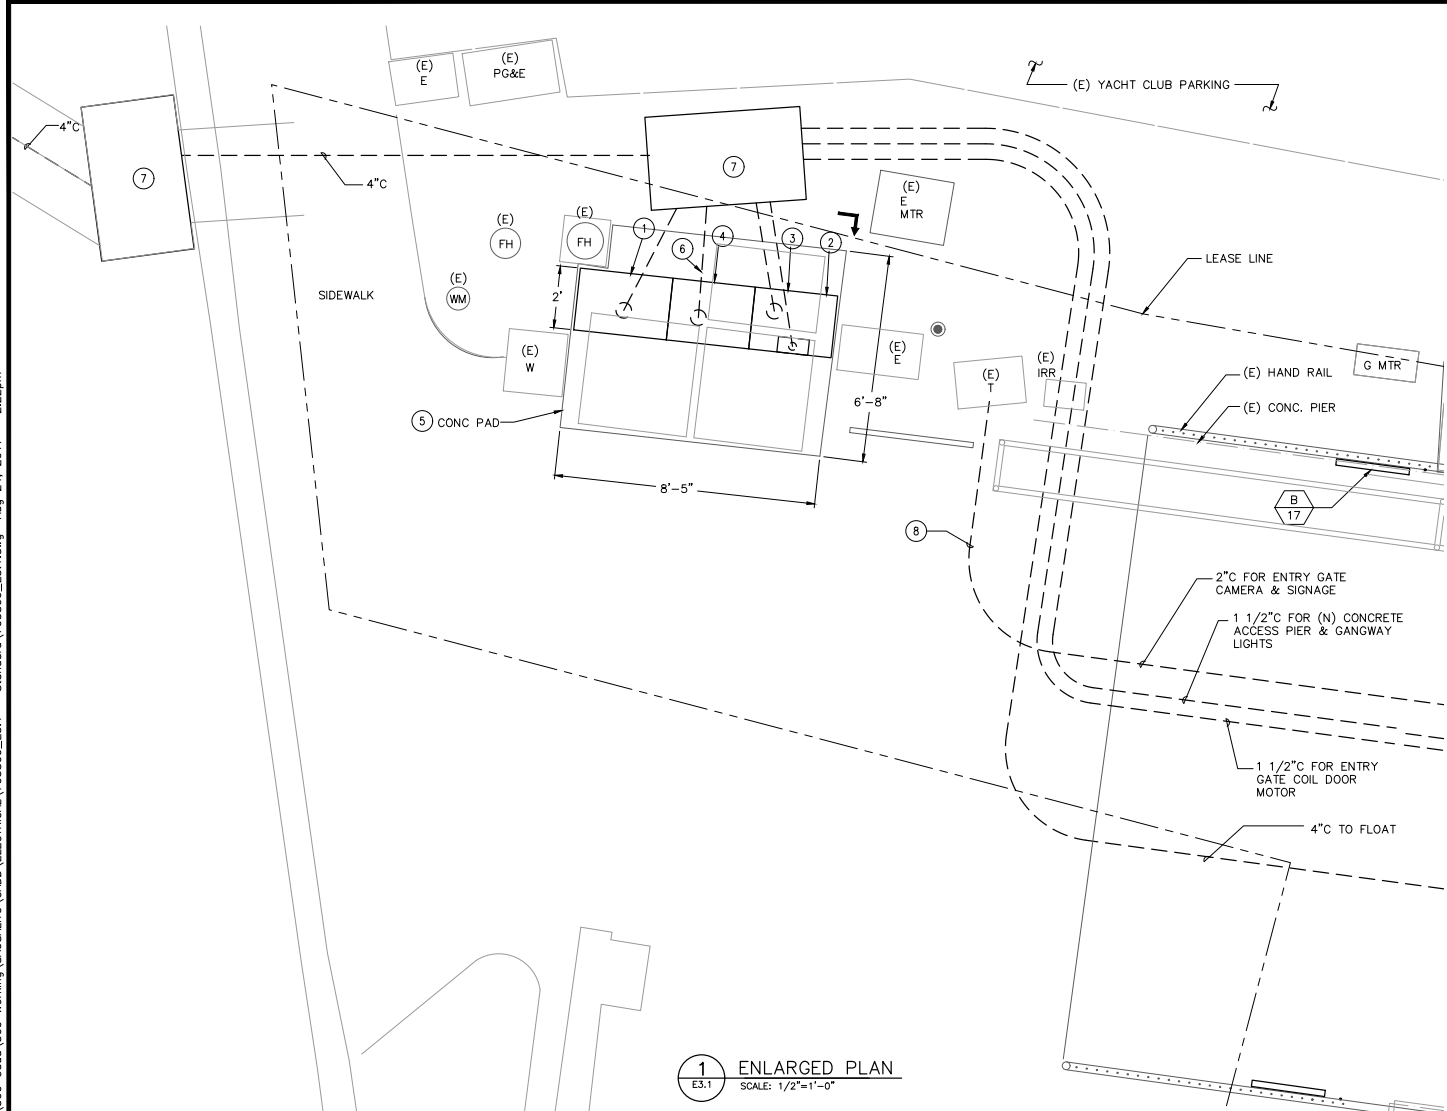 (E)
E
(E)
PG&E
(E) YACHT CLUB PARKING
4"C
7
4"C
7
(E)
E
MTR
(E)
FH
(E)
FH
1
4
3
2
6
LEASE LINE
SIDEWALK
(E)
WM
2'
(E)
W
(E)
E
(E)
T
(E)
IRR
G MTR
(E) HAND RAIL
(E) CONC. PIER
6'-8"
5 CONC PAD
8'-5"
B
17
8
2"C FOR ENTRY GATE
CAMERA & SIGNAGE
1 1/2"C FOR (N) CONCRETE
ACCESS PIER & GANGWAY
LIGHTS
1 1/2"C FOR ENTRY
GATE COIL DOOR
MOTOR
4"C TO FLOAT
1
E3.1
ENLARGED PLAN
SCALE: 1/2"=1'-0"